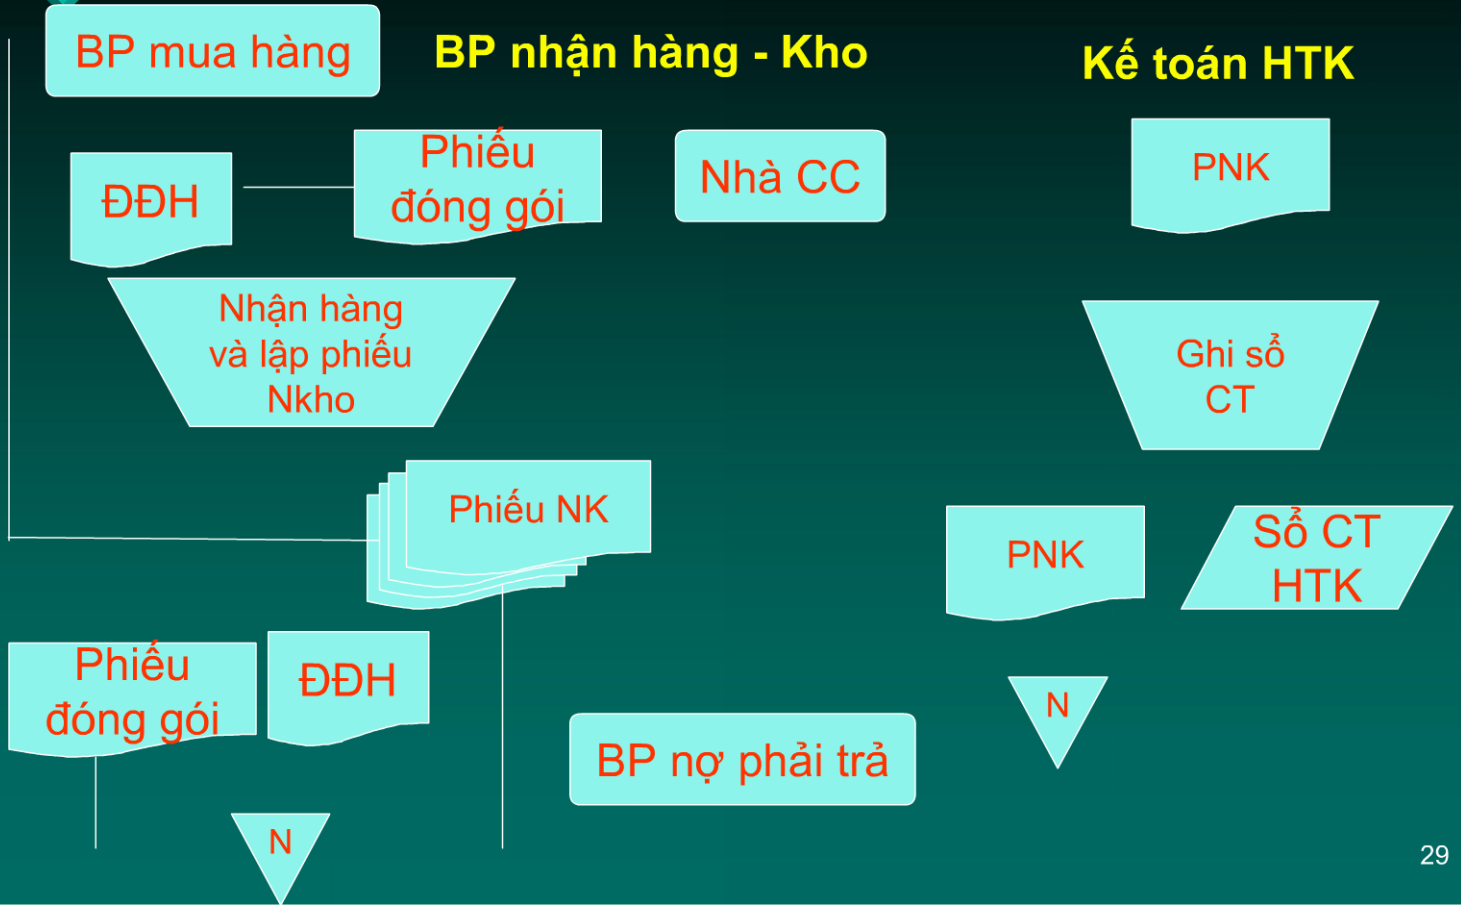 BP mua hàng
BP nhận hàng - Kho
Kế toán HTK
ĐĐH
Phiếu
đóng gói
Nhà CC
PNK
Nhận hàng
và lập phiếu
Nkho
Ghi sổ
CT
Phiếu NK
PNK
Sổ CT
HTK
Phiếu
đóng gói
ĐĐH
BP nợ phải trả
N
N
29